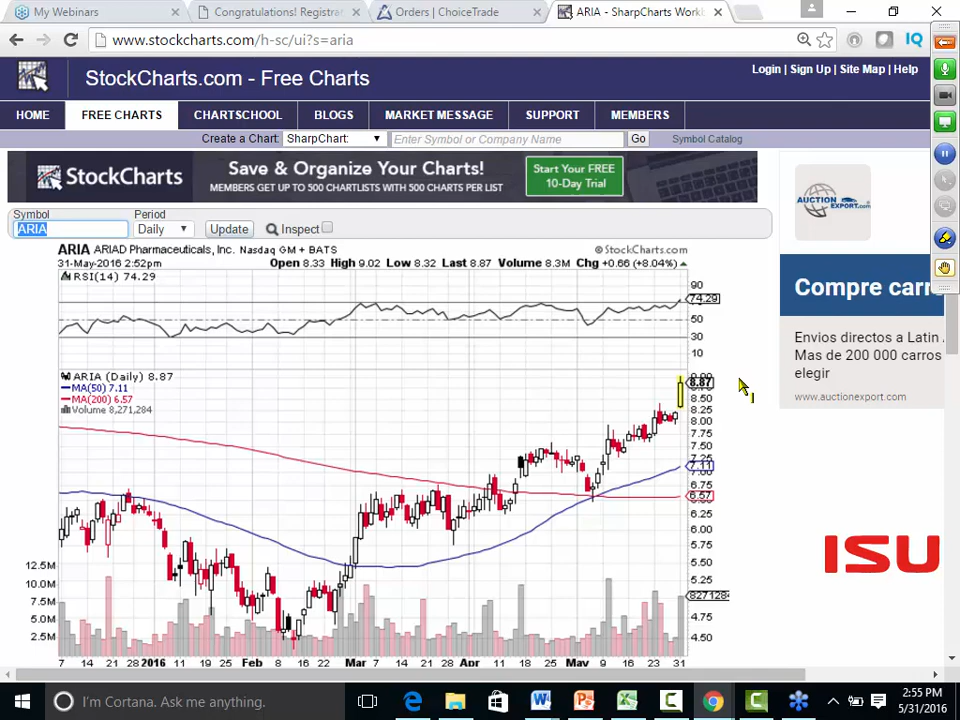 My Webinars
Congratulations! Registra
Orders | ChoiceTrade
ARIA - SharpCharts Workb
www.stockcharts.com/h-sc/ui?s=aria
IQ
StockCharts.com - Free Charts
Login | Sign Up | Site Map | Help
HOME
FREE CHARTS
CHARTSCHOOL
BLOGS
MARKET MESSAGE
SUPPORT
MEMBERS
Create a Chart: SharpChart: Enter Symbol or Company Name Go Symbol Catalog
StockCharts
Save & Organize Your Charts!
MEMBERS GET UP TO 500 CHARTLISTS WITH 500 CHARTS PER LIST
Start Your FREE
10-Day Trial
AUCTION EXPORT.com
Symbol Period
ARIA Daily Update Inspect
ARIA ARIAD Pharmaceuticals, Inc. Nasdaq GM + BATS © StockCharts.com
31-May-2016 2:52pm Open 8.33 High 9.02 Low 8.32 Last 8.87 Volume 8.3M Chg +0.66 (+8.04%)
RSI(14) 74.29
90
74.29
50
30
10
Compre carr
Envios directos a Latin A
Mas de 200 000 carros
elegir
www.auctionexport.com
ARIA (Daily) 8.87
MA(50) 7.11
MA(200) 6.57
Volume 8,271,284
9.00
8.87
8.50
8.25
8.00
7.75
7.50
7.25
7.11
6.75
6.57
6.25
6.00
5.75
5.50
5.25
4.75
4.50
12.5M
10.0M
7.5M
5.0M
2.5M
8271284
7 14 21 28 2016 11 19 25 Feb 8 16 22 Mar 7 14 21 28 Apr 11 18 25 May 9 16 23 31
ISU
I'm Cortana. Ask me anything.
2:55 PM
5/31/2016